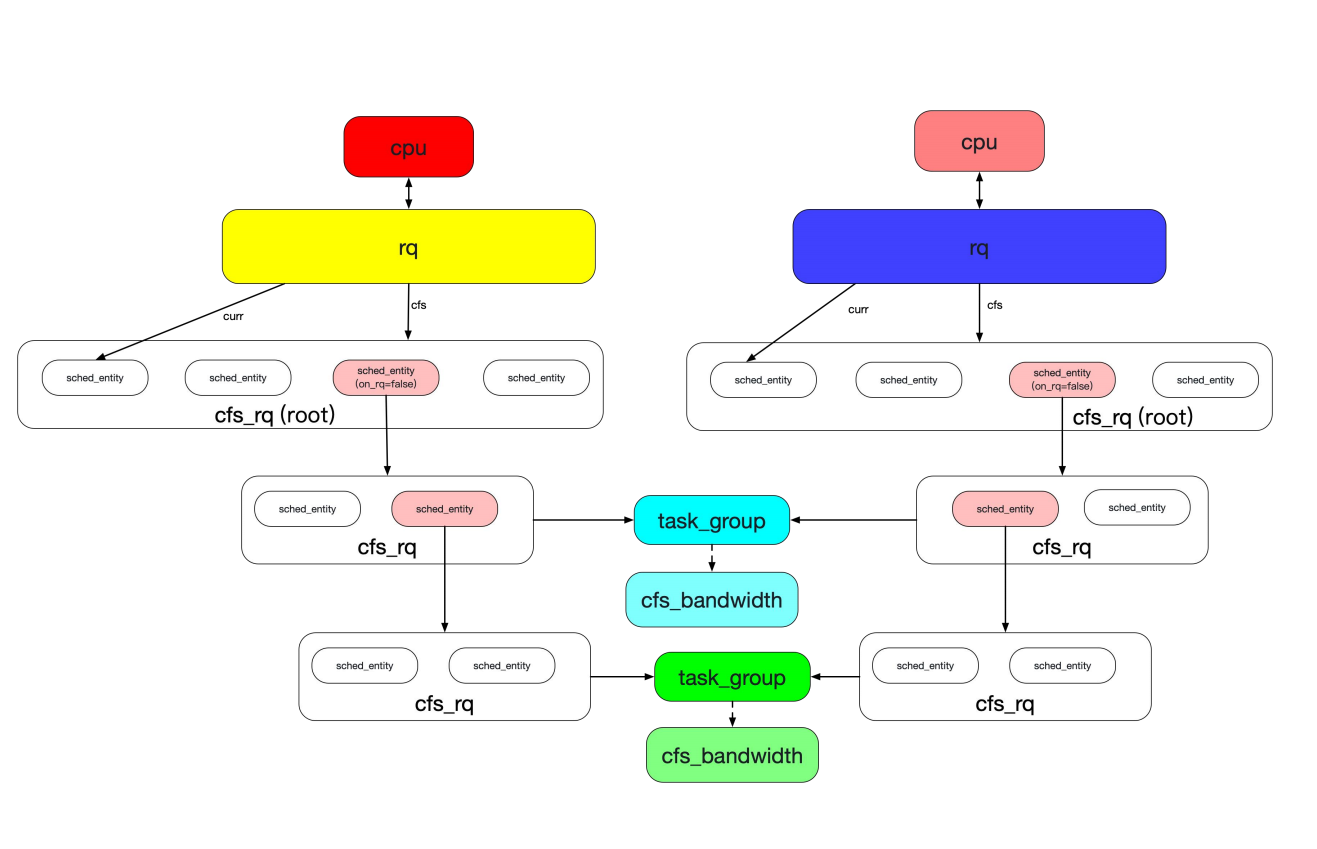 cpu
cpu
rq
rq
curr
cfs
curr
cfs
sched_entity
sched_entity
sched_entity
(on_rq=false)
sched_entity
cfs_rq (root)
sched_entity
sched_entity
sched_entity
(on_rq=false)
sched_entity
cfs_rq (root)
sched_entity
sched_entity
cfs_rq
task_group
sched_entity
sched_entity
cfs_rq
cfs_bandwidth
sched_entity
sched_entity
cfs_rq
task_group
sched_entity
sched_entity
cfs_rq
cfs_bandwidth